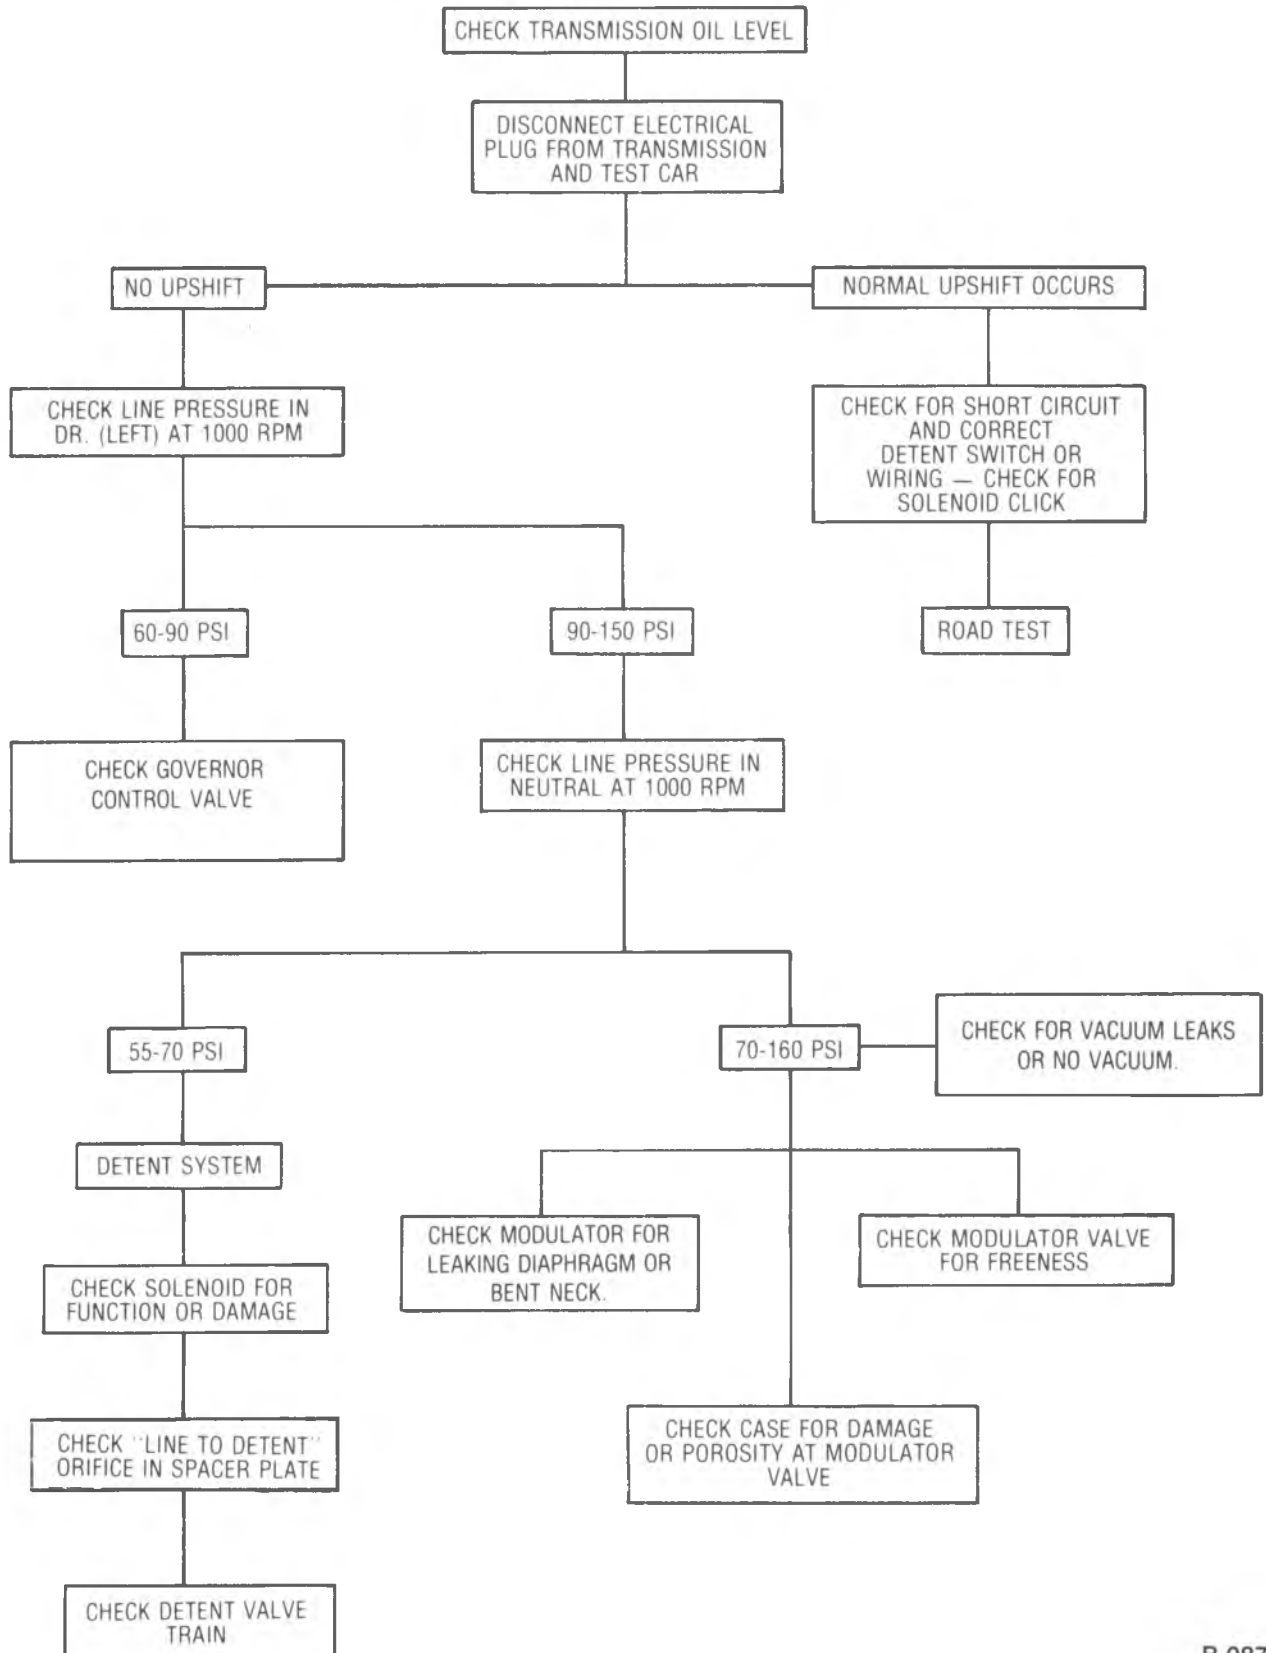 CHECK TRANSMISSION OIL LEVEL
DISCONNECT ELECTRICAL
PLUG FROM TRANSMISSION
AND TEST CAR
NO UPSHIFT
NORMAL UPSHIFT OCCURS
CHECK LINE PRESSURE IN
DR. (LEFT) AT 1000 RPM
CHECK FOR SHORT CIRCUIT
AND CORRECT
DETENT SWITCH OR
WIRING — CHECK FOR
SOLENOID CLICK
60-90 PSI
90-150 PSI
ROAD TEST
CHECK GOVERNOR
CONTROL VALVE
CHECK LINE PRESSURE IN
NEUTRAL AT 1000 RPM
55-70 PSI
70-160 PSI
CHECK FOR VACUUM LEAKS
OR NO VACUUM.
DETENT SYSTEM
CHECK MODULATOR FOR
LEAKING DIAPHRAGM OR
BENT NECK.
CHECK MODULATOR VALVE
FOR FREENESS
CHECK SOLENOID FOR
FUNCTION OR DAMAGE
CHECK "LINE TO DETENT"
ORIFICE IN SPACER PLATE
CHECK CASE FOR DAMAGE
OR POROSITY AT MODULATOR
VALVE
CHECK DETENT VALVE
TRAIN